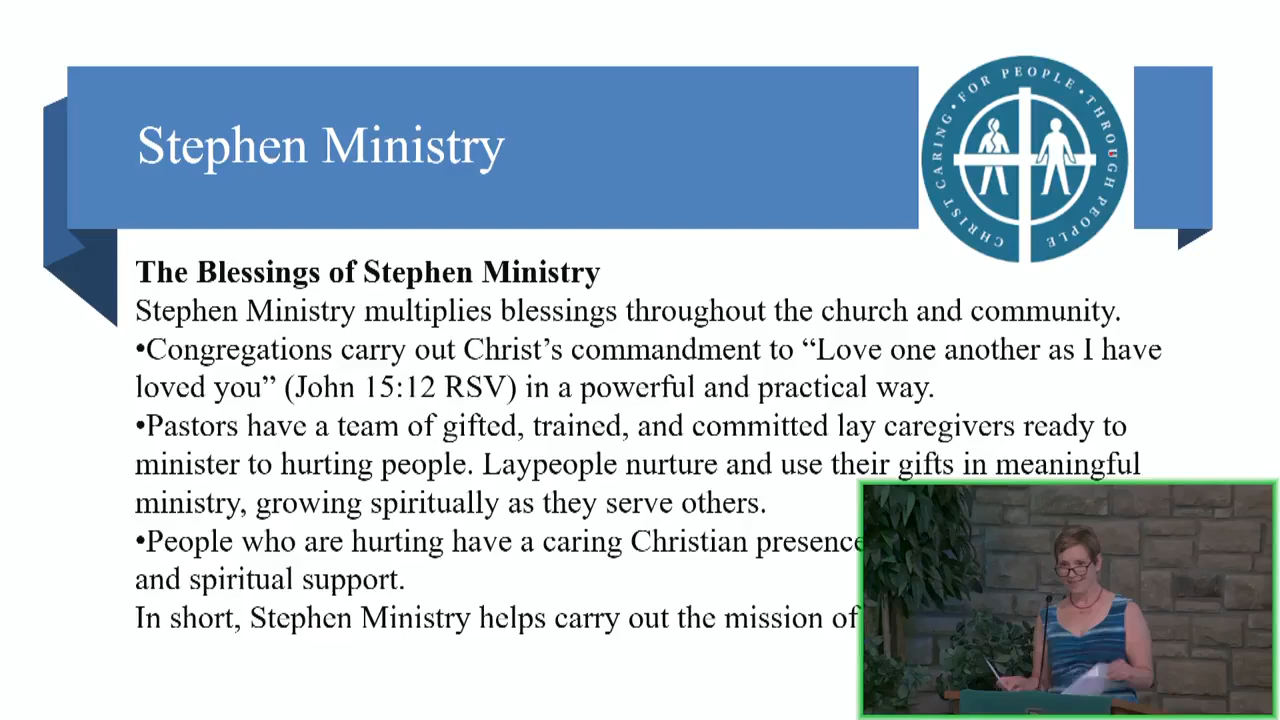 Stephen Ministry
CHRIST CARING • FOR PEOPLE • THROUGH PEOPLE
The Blessings of Stephen Ministry
Stephen Ministry multiplies blessings throughout the church and community.
•Congregations carry out Christ’s commandment to “Love one another as I have
loved you” (John 15:12 RSV) in a powerful and practical way.
•Pastors have a team of gifted, trained, and committed lay caregivers ready to
minister to hurting people. Laypeople nurture and use their gifts in meaningful
ministry, growing spiritually as they serve others.
•People who are hurting have a caring Christian presence
and spiritual support.
In short, Stephen Ministry helps carry out the mission of